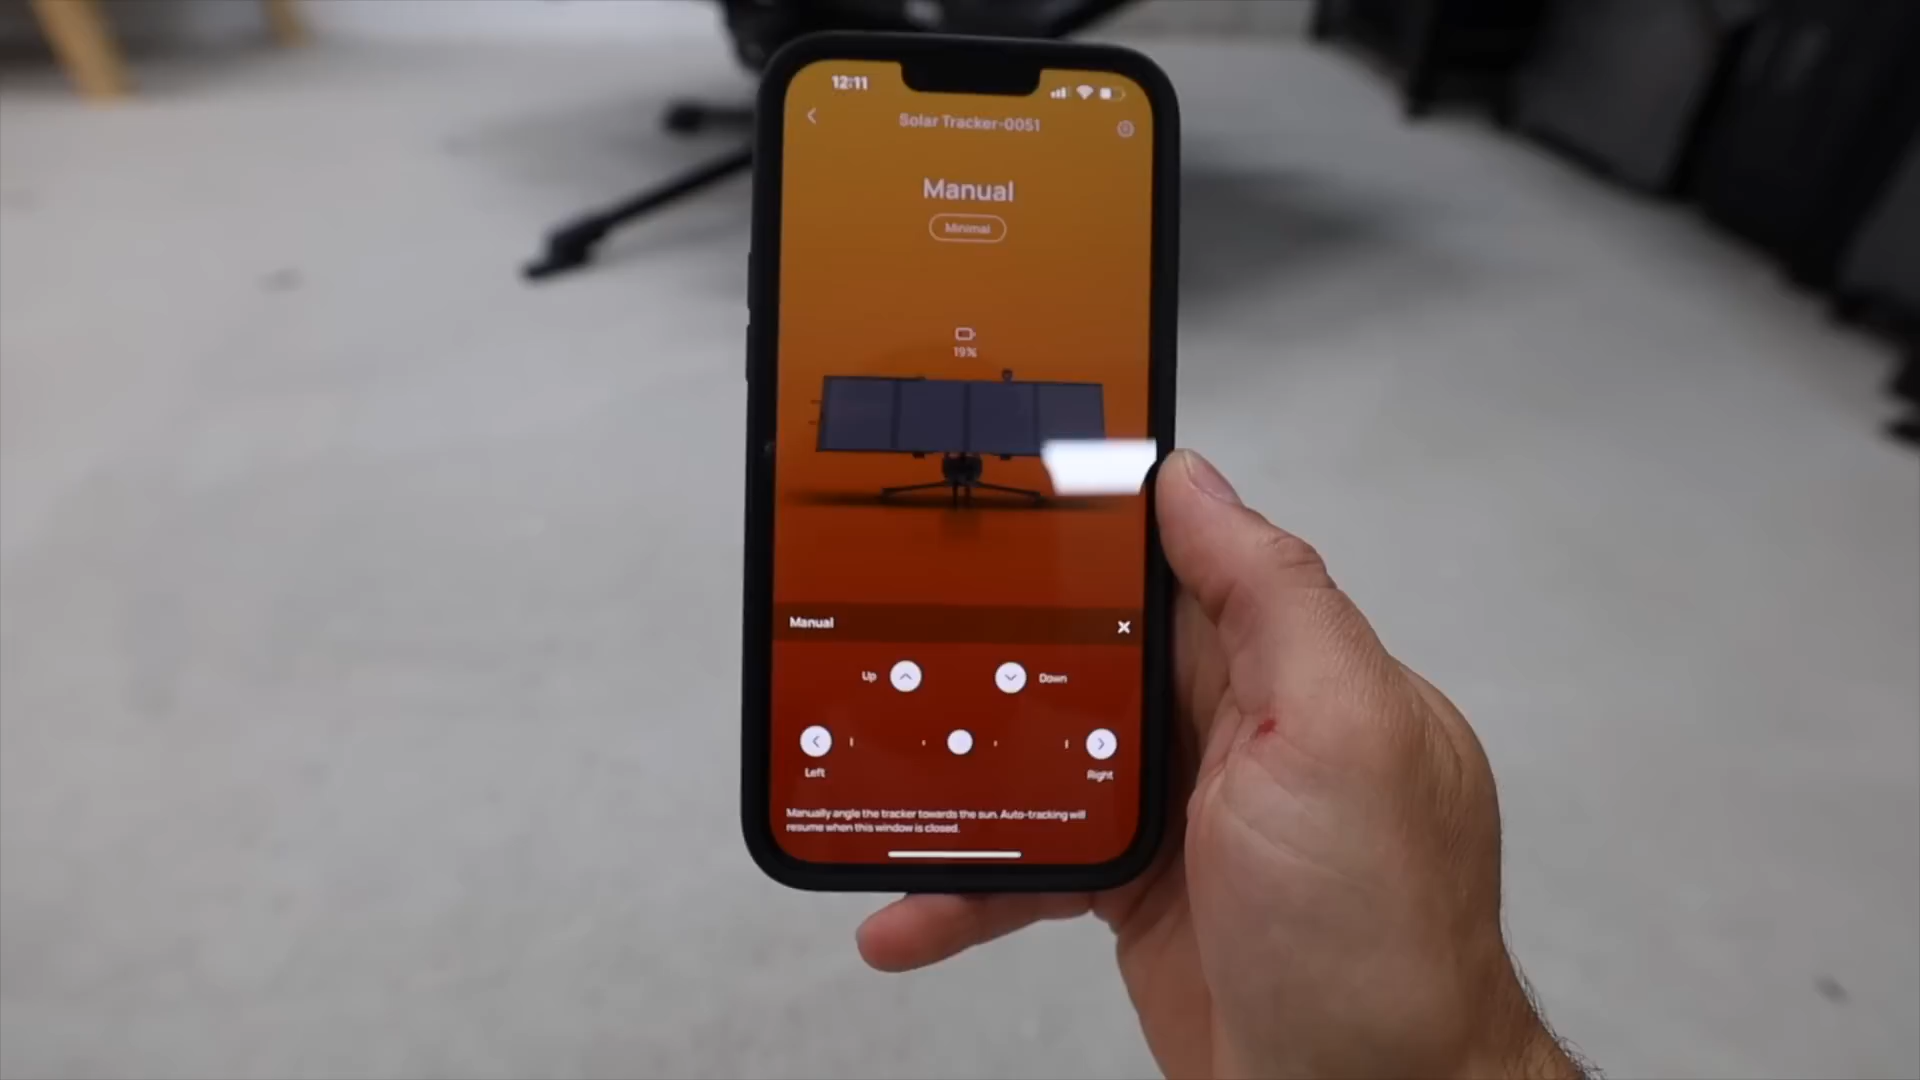 12:11
Solar Tracker-0051
Manual
Minimal
19%
Manual
Up
Down
Left
Right
Manually angle the tracker towards the sun. Auto-tracking will
resume when this window is closed.